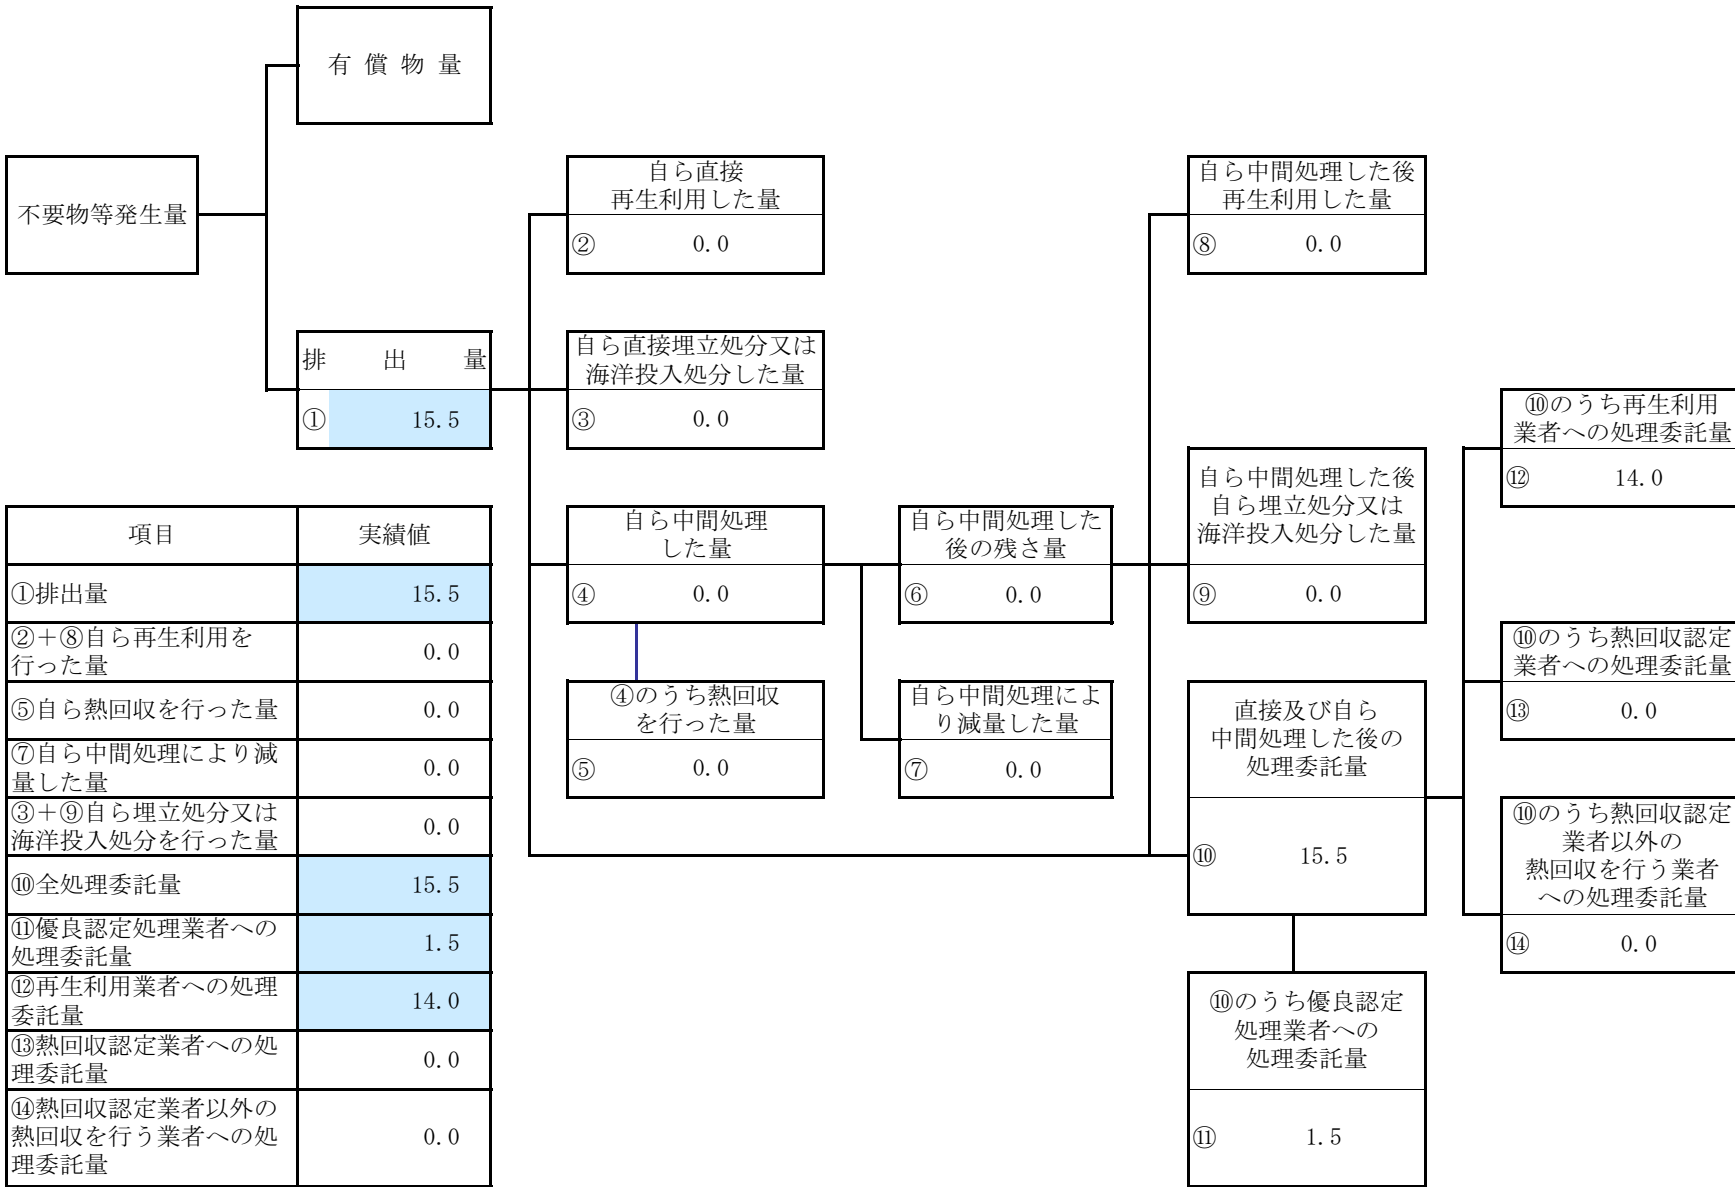 有償物量
不要物等発生量
自ら直接
再生利用した量
② 0.0
自ら中間処理した後
再生利用した量
⑧ 0.0
排出量
① 15.5
自ら直接埋立処分又は
海洋投入処分した量
③ 0.0
⑩のうち再生利用
業者への処理委託量
⑫ 14.0
自ら中間処理した後
自ら埋立処分又は
海洋投入処分した量
⑨ 0.0
自ら中間処理
した量
④ 0.0
自ら中間処理した
後の残さ量
⑥ 0.0
⑩のうち熱回収認定
業者への処理委託量
⑬ 0.0
④のうち熱回収
を行った量
⑤ 0.0
自ら中間処理によ
り減量した量
⑦ 0.0
直接及び自ら
中間処理した後の
処理委託量
⑩ 15.5
⑩のうち熱回収認定
業者以外の
熱回収を行う業者
への処理委託量
⑭ 0.0
⑩のうち優良認定
処理業者への
処理委託量
⑪ 1.5
項目 実績値
①排出量 15.5
②+⑧自ら再生利用を
行った量 0.0
⑤自ら熱回収を行った量 0.0
⑦自ら中間処理により減
量した量 0.0
③+⑨自ら埋立処分又は
海洋投入処分を行った量 0.0
⑩全処理委託量 15.5
⑪優良認定処理業者への
処理委託量 1.5
⑫再生利用業者への処理
委託量 14.0
⑬熱回収認定業者への処
理委託量 0.0
⑭熱回収認定業者以外の
熱回収を行う業者への処
理委託量 0.0